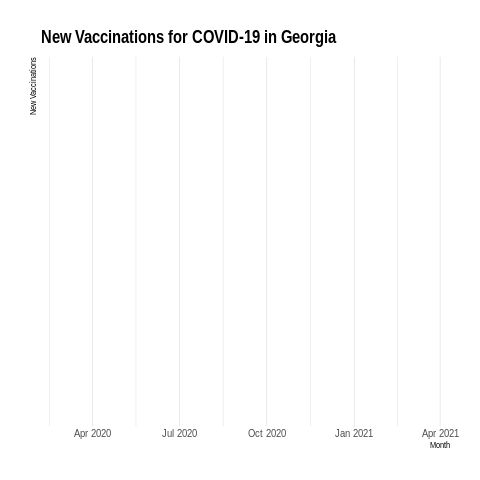 New Vaccinations for COVID-19 in Georgia
New Vaccinations
Apr 2020
Jul 2020
Oct 2020
Jan 2021
Apr 2021
Month